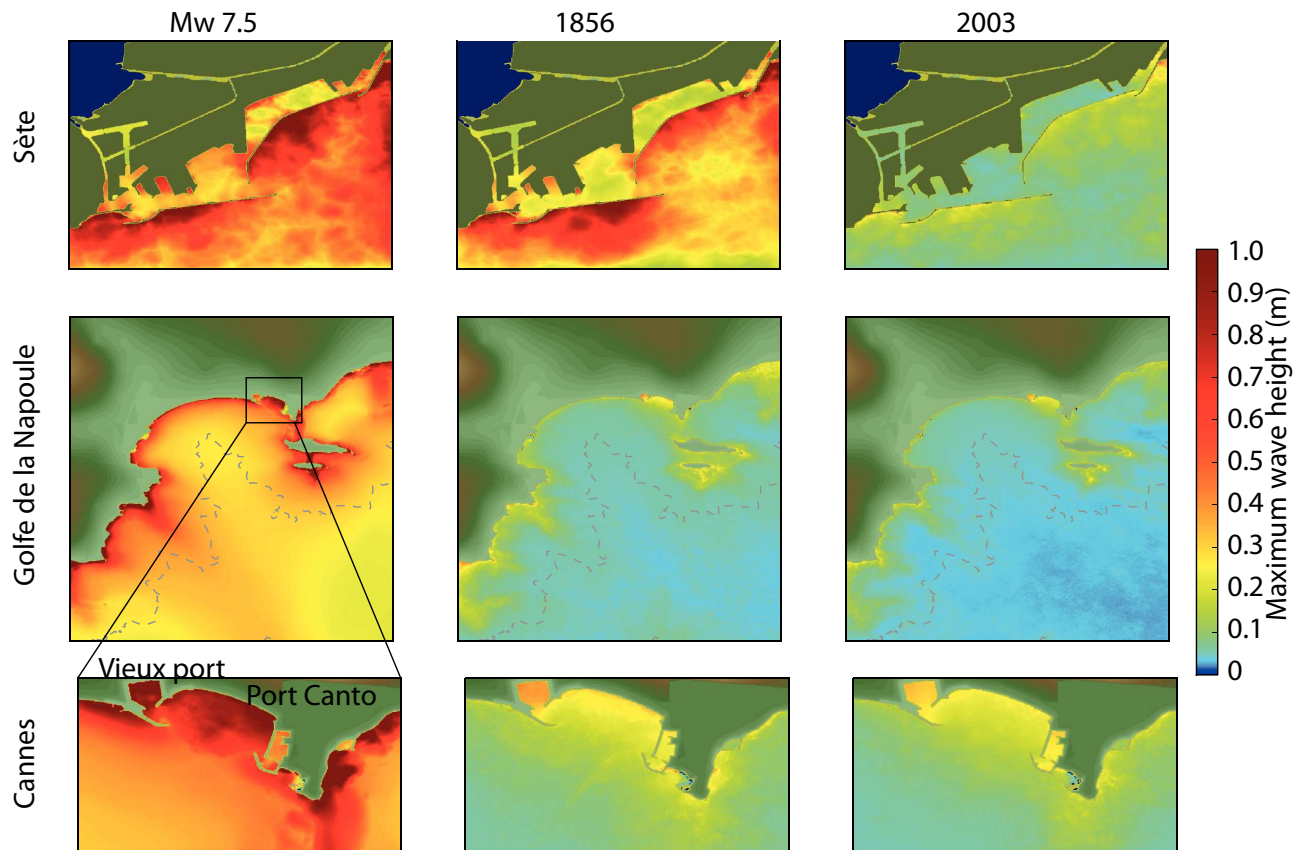 Mw 7.5
1856
2003
Sète
Golfe de la Napoule
Vieux port
Port Canto
Cannes
1.0
0.9
0.8
0.7
0.6
0.5
0.4
0.3
0.2
0.1
0
Maximum wave height (m)